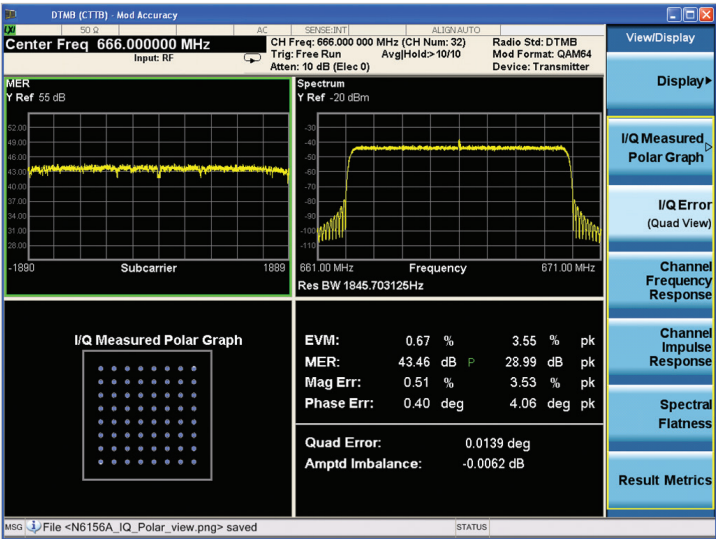 DTMB (CTTB) - Mod Accuracy
50 Ω AC SENSE:INT ALIGNAUTO
Center Freq 666.000000 MHz
Input: RF
CH Freq: 666.000 000 MHz (CH Num: 32) Radio Std: DTMB
Trig: Free Run Avg|Hold:>10/10 Mod Format: QAM64
Atten: 10 dB (Elec 0) Device: Transmitter
MER
Y Ref 55 dB
52.00
49.00
46.00
43.00
40.00
37.00
34.00
31.00
28.00
-1890 Subcarrier 1889
Spectrum
Y Ref -20 dBm
-30
-40
-50
-60
-70
-80
-90
-100
-110
661.00 MHz Frequency 671.00 MHz
Res BW 1845.703125Hz
I/Q Measured Polar Graph
EVM: 0.67 % 3.55 % pk
MER: 43.46 dB P 28.99 dB pk
Mag Err: 0.51 % 3.53 % pk
Phase Err: 0.40 deg 4.06 deg pk
Quad Error: 0.0139 deg
Amptd Imbalance: -0.0062 dB
View/Display
Display
I/Q Measured
Polar Graph
I/Q Error
(Quad View)
Channel
Frequency
Response
Channel
Impulse
Response
Spectral
Flatness
Result Metrics
MSG File <N6156A_IQ_Polar_view.png> saved STATUS